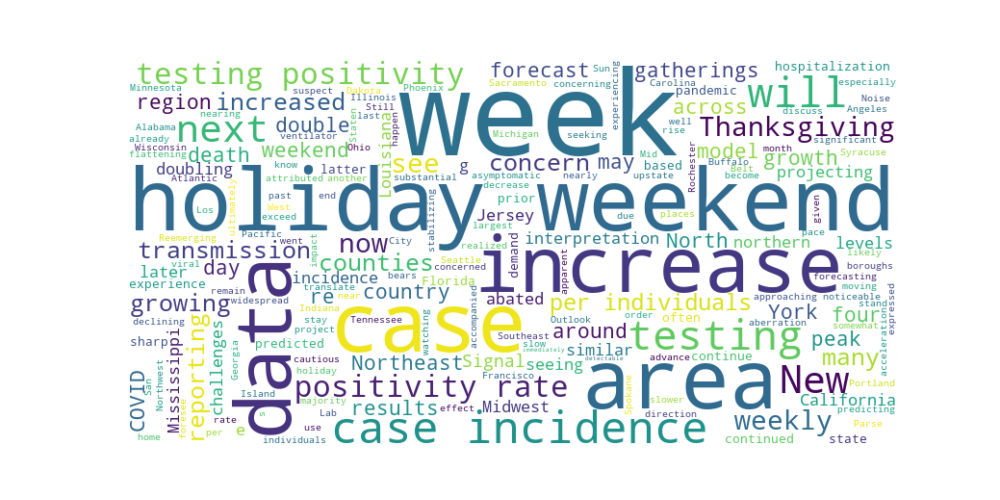 testing positivity
week
forecast
Sun
gatherings
hospitalization
Minnesota
suspect
Dakota
Phoenix
Sacramento
concerning
experiencing
pandemic
Carolina
especially
region
increased
Illinois
Still
last
will
discuss
Noise
nearing
Staten
across
Angeles
Alabama
already
next
double
ventilator
happen
Michigan
seeking
rise
well
Thanksgiving
significant
Wisconsin
flattening
death
weekend
Ohio
Louisiana
see
g
concern
may
Mid
based
upstate
Rochester
model
growth
month
Syracuse
doubling
know
latter
substantial
asymptomatic
nearly
Buffalo
Belt
projecting
Atlantic
attributed
another
decrease
prior
become
Los
ultimately
past
end
holiday weekend
given
Reemerging
West
exceed
Jersey
largest
due
places
pace
Pacific
went
City
stabilizing
realized
demand
interpretation
North
northern
levels
transmission
impact
now
Seattle
increase
apparent
likely
later
viral
day
data
counties
concerned
boroughs
experience
remain
widespread
incidence
bears
Florida
accompanied
forecasting
moving
translate
re
country
per individuals
approaching
noticeable
expressed
growing
declining
Indiana
near
case
watching
Outlook
order
often
York
aberration
acceleration
stand
four
somewhat
sharp
reporting
challenges
project
stay
Tennessee
predicted
Southeast
around
testing
peak
COVID
San
Northwest
Mississippi
Georgia
cautious
holiday
Northeast
Signal
slow
immediately
seeing
similar
detectable
advance
continue
many
foresee
Island
positivity rate
Francisco
Spokane
area
slower
New
Portland
majority
s
rate
Lab
effect
results
Midwest
direction
California
predicting
home
per
e
use
individuals
case incidence
weekly
continued
state
Parse